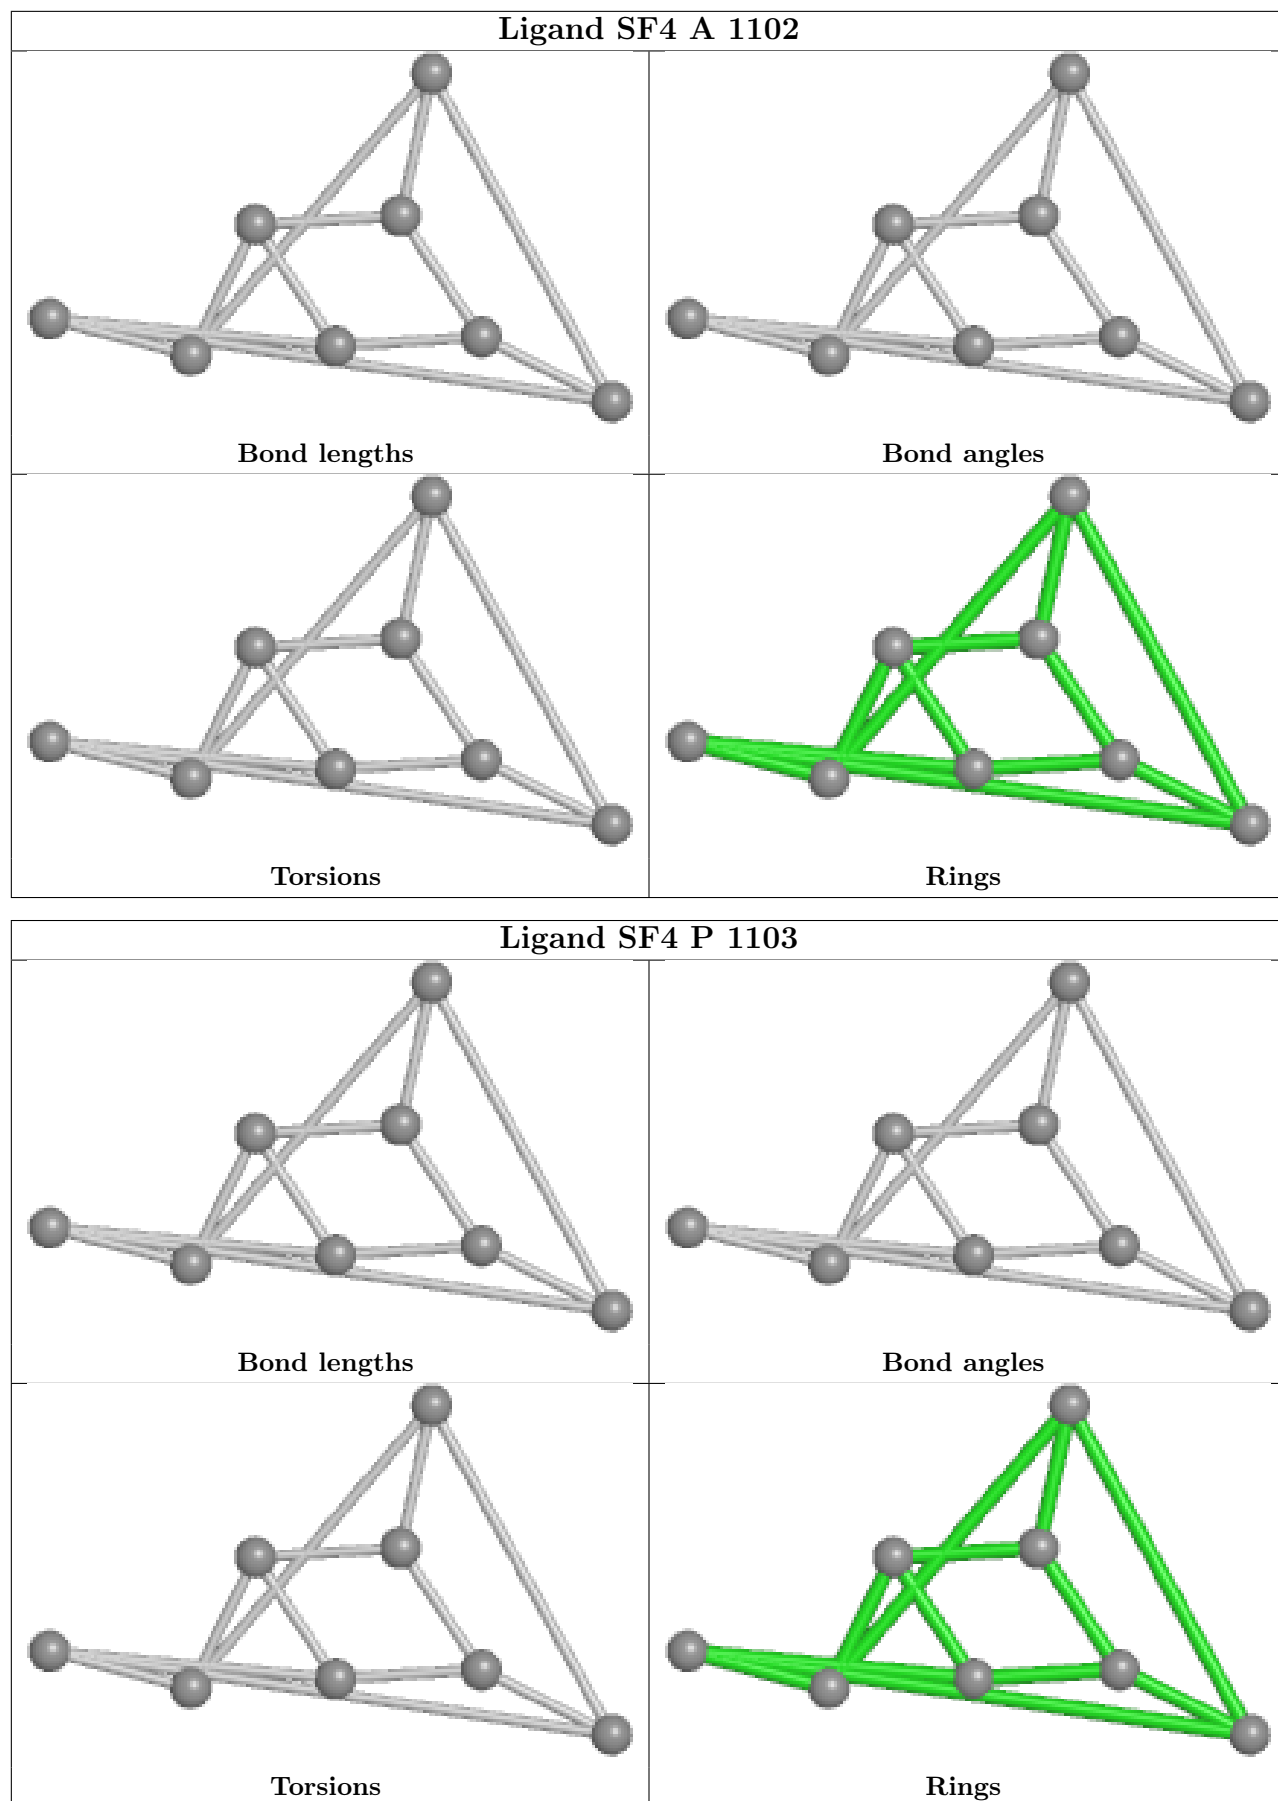 Ligand SF4 A 1102
Bond lengths
Bond angles
Torsions
Rings
Ligand SF4 P 1103
Bond lengths
Bond angles
Torsions
Rings